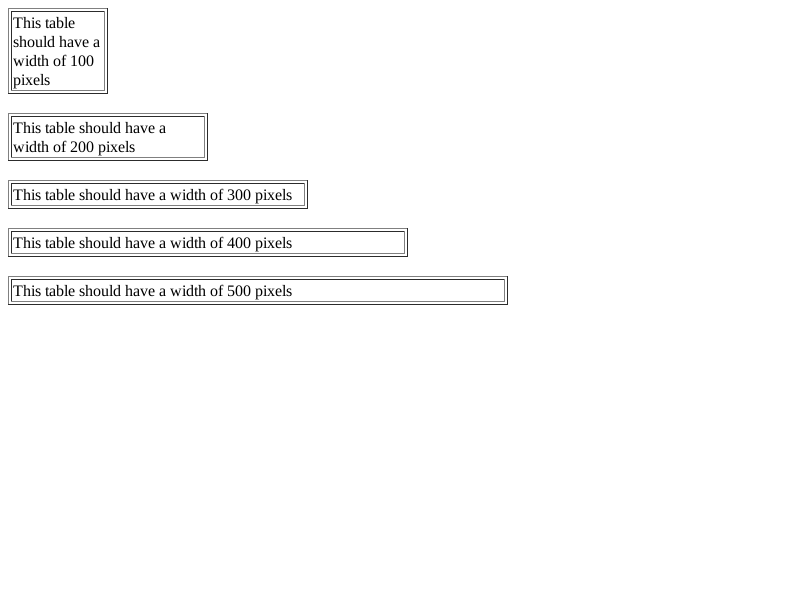 This table
should have a
width of 100
pixels
This table should have a
width of 200 pixels
This table should have a width of 300 pixels
This table should have a width of 400 pixels
This table should have a width of 500 pixels